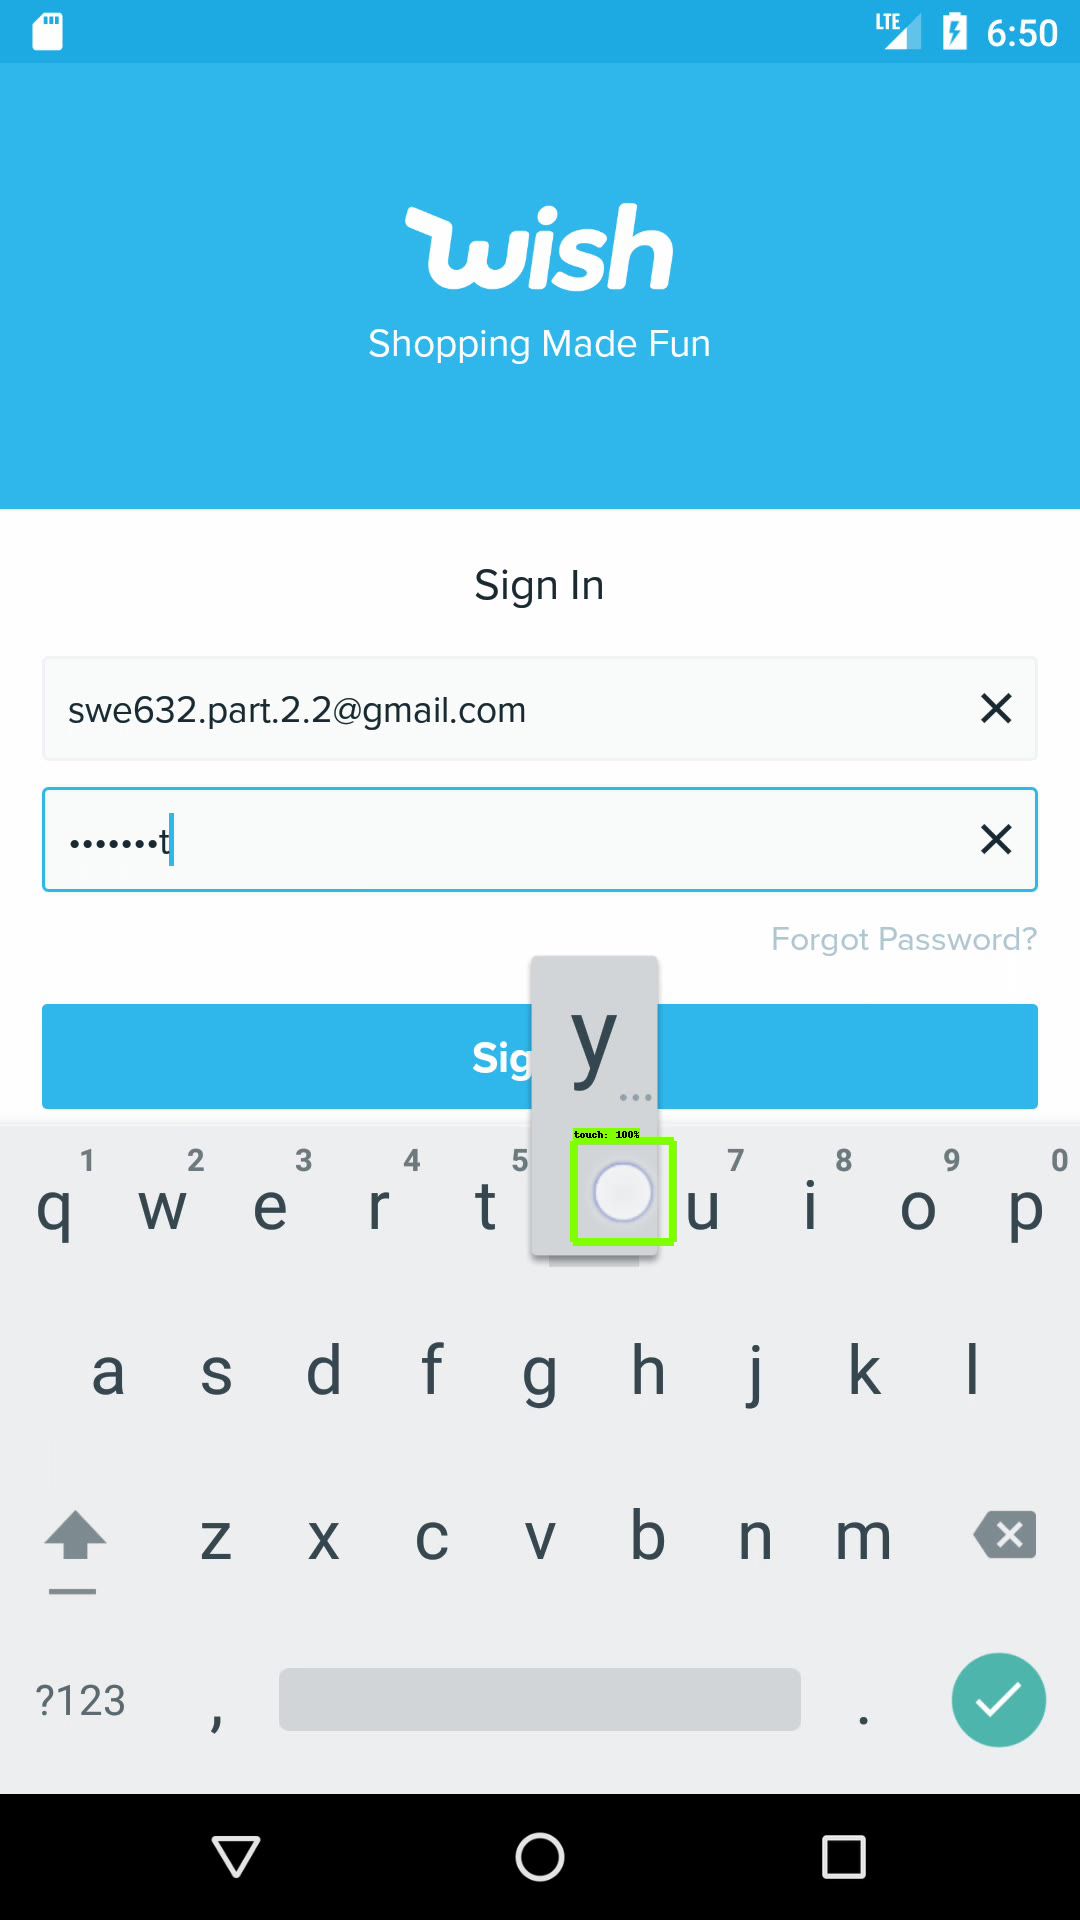 LTE 6:50
wish
Shopping Made Fun
Sign In
swe632.part.2.2@gmail.com
•••••••t
Forgot Password?
Sig
y
...
touch: 100%
1 2 3 4 5 7 8 9 0
q w e r t u i o p
a s d f g h j k l
z x c v b n m
?123 , .